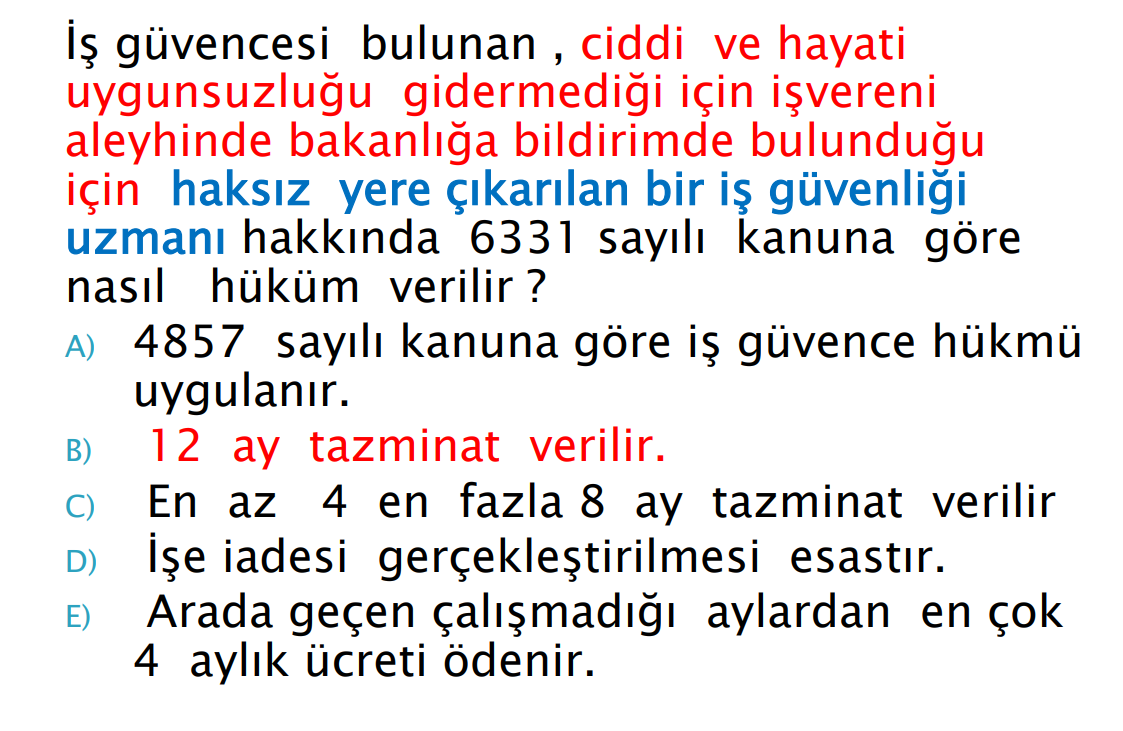 İş güvencesi bulunan , ciddi ve hayati
uygunsuzluğu gidermediği için işvereni
aleyhinde bakanlığa bildirimde bulunduğu
için haksız yere çıkarılan bir iş güvenliği
uzmanı hakkında 6331 sayılı kanuna göre
nasıl hüküm verilir ?
A) 4857 sayılı kanuna göre iş güvence hükmü
uygulanır.
B) 12 ay tazminat verilir.
C) En az 4 en fazla 8 ay tazminat verilir
D) İşe iadesi gerçekleştirilmesi esastır.
E) Arada geçen çalışmadığı aylardan en çok
4 aylık ücreti ödenir.